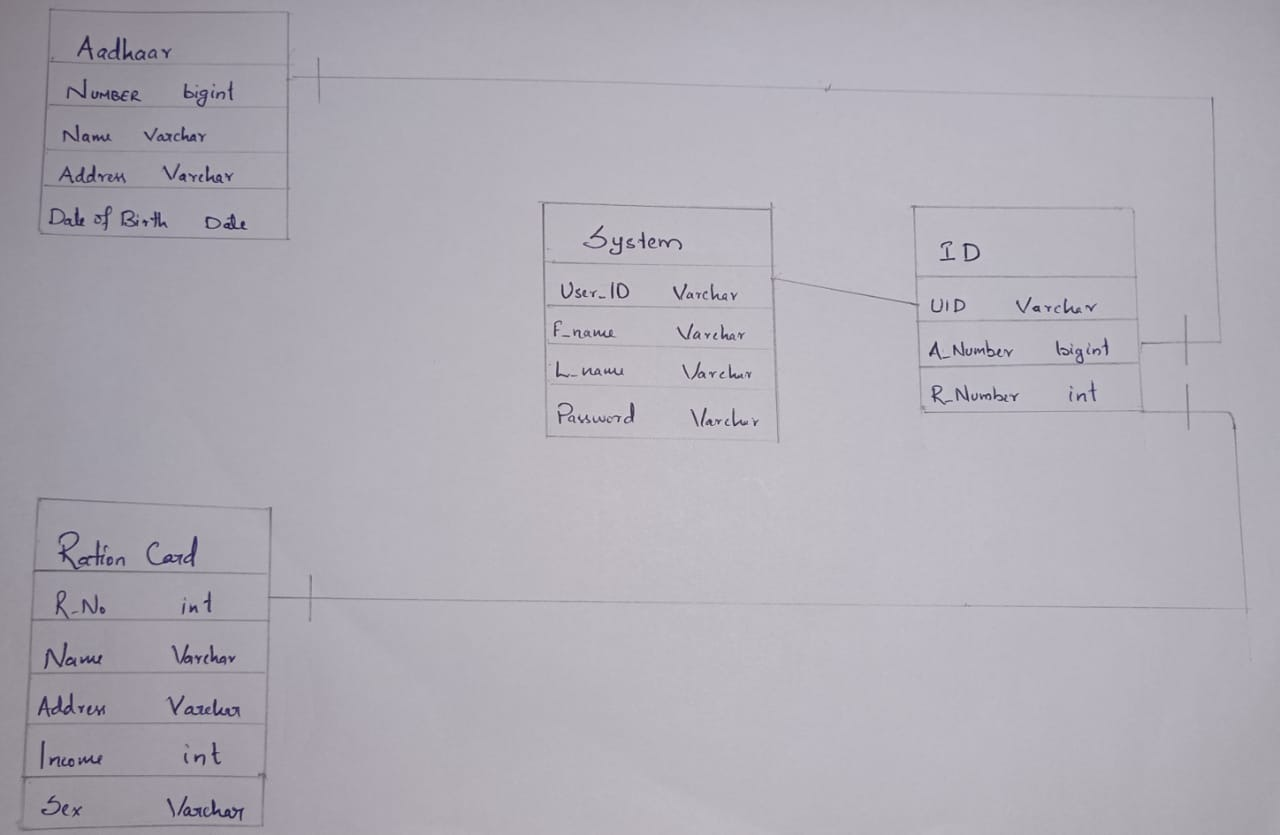 Aadhaar
NUMBER bigint
Name Varchar
Address Varchar
Date of Birth Date
System
User_ID Varchar
F_name Varchar
L_name Varchar
Password Varchar
ID
UID Varchar
A_Number bigint
R_Number int
Ration Card
R_No int
Name Varchar
Address Varchar
Income int
Sex Varchar